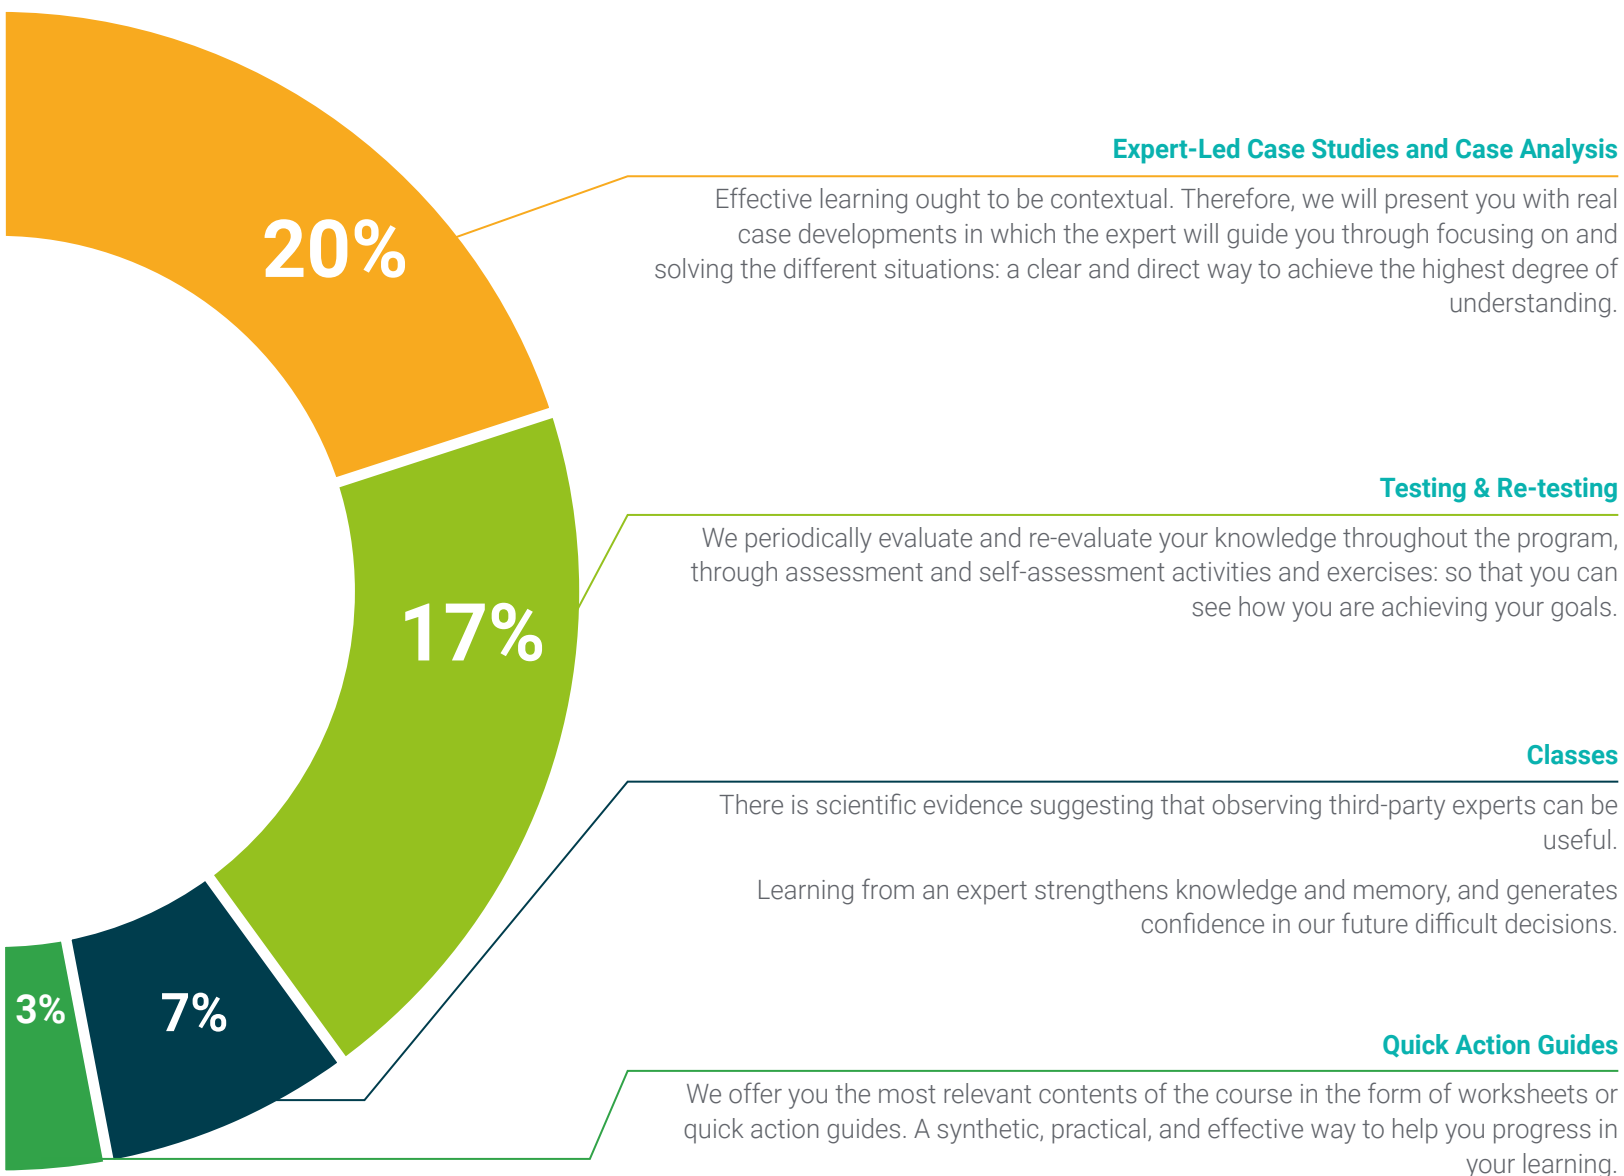 Expert-Led Case Studies and Case Analysis
Effective learning ought to be contextual. Therefore, we will present you with real
case developments in which the expert will guide you through focusing on and
solving the different situations: a clear and direct way to achieve the highest degree of
understanding.
20%
Testing & Re-testing
We periodically evaluate and re-evaluate your knowledge throughout the program,
through assessment and self-assessment activities and exercises: so that you can
see how you are achieving your goals.
17%
Classes
There is scientific evidence suggesting that observing third-party experts can be
useful.
Learning from an expert strengthens knowledge and memory, and generates
confidence in our future difficult decisions.
7%
3%
Quick Action Guides
We offer you the most relevant contents of the course in the form of worksheets or
quick action guides. A synthetic, practical, and effective way to help you progress in
your learning.